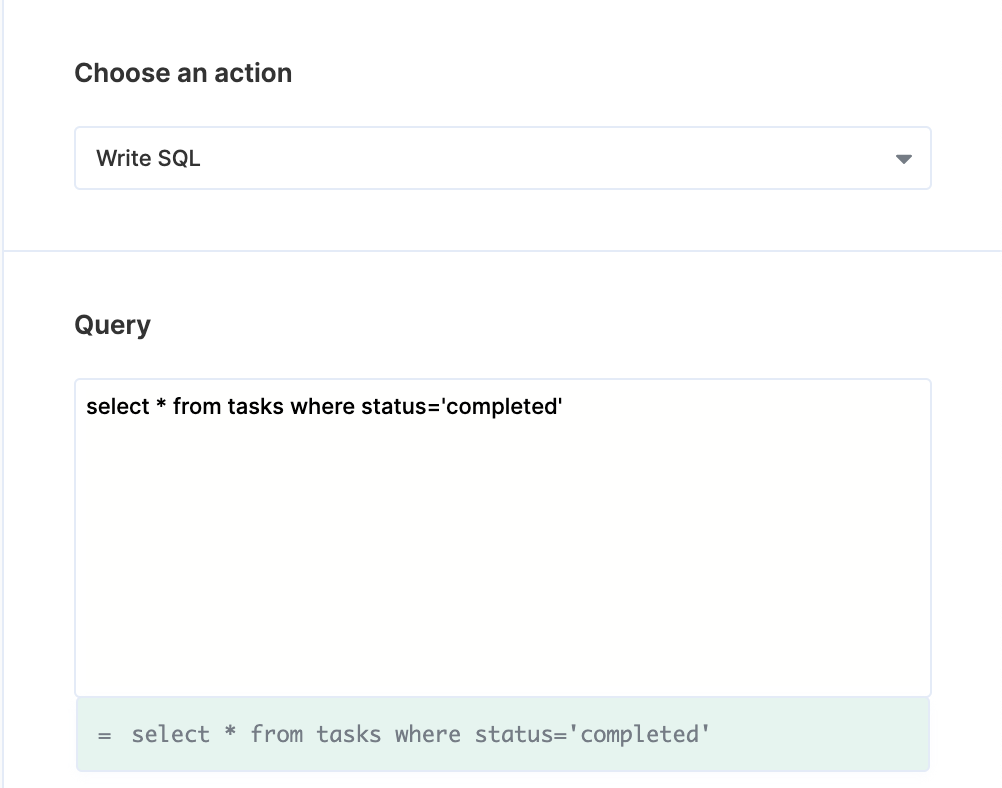 Choose an action
Write SQL
Query
select * from tasks where status='completed'
= select * from tasks where status='completed'